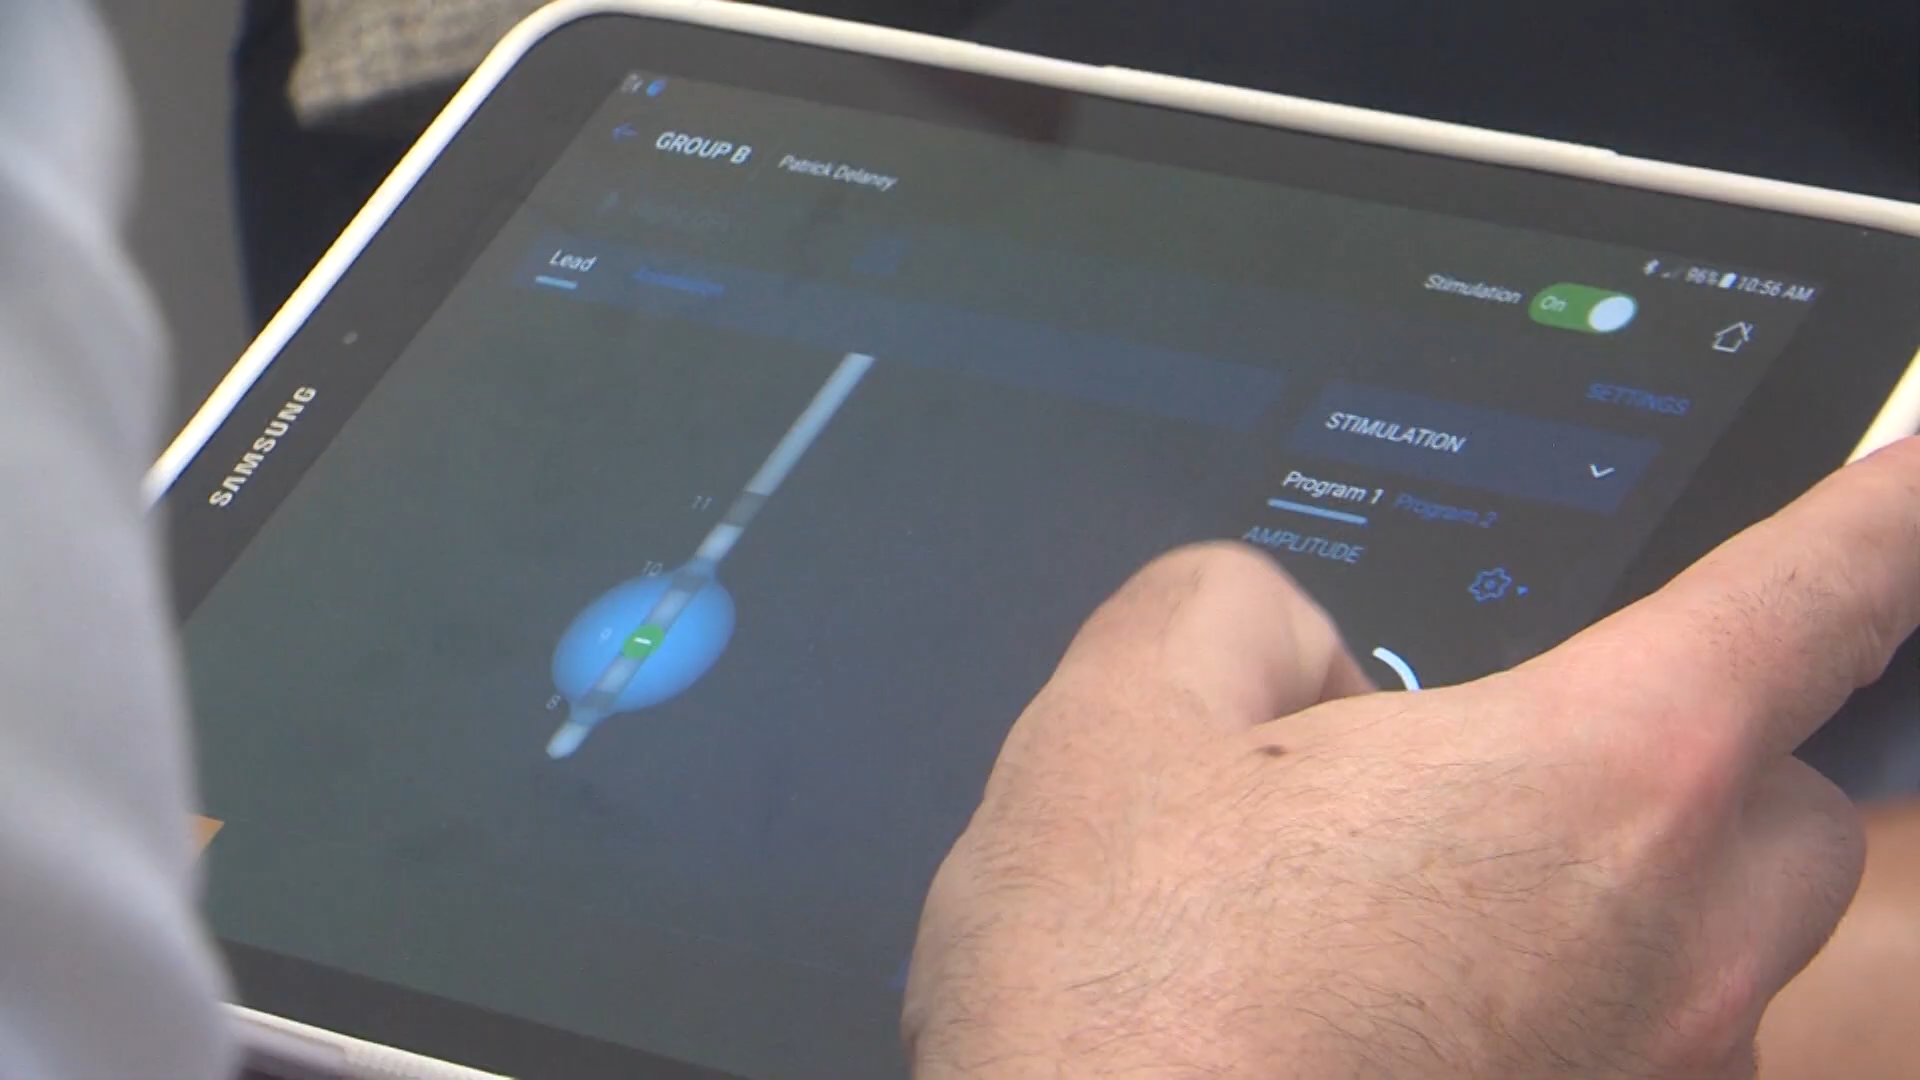 GROUP B Patrick Delaney
96% 10:56 AM
Stimulation On
Lead
SETTINGS
STIMULATION
Program 1 Program 2
AMPLITUDE
11
10
9
8
SAMSUNG